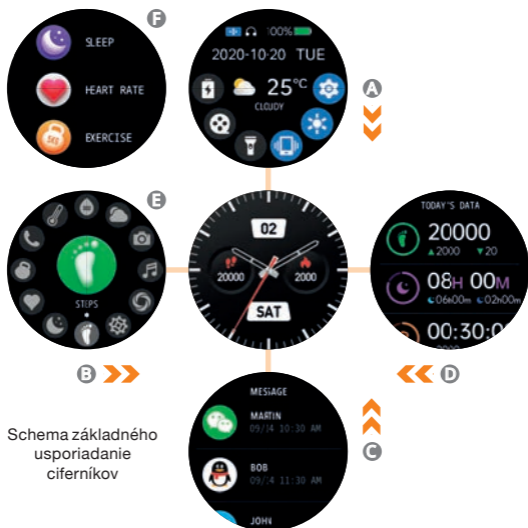 F
SLEEP
HEART RATE
EXERCISE
5KG
100%
2020-10-20 TUE
25°C
CLOUDY
A
E
STEPS
02
20000 2000
SAT
TODAY'S DATA
20000
▲2000 ▼20
08H 00M
06h00m 02h00m
00:30:0
B
D
MESSAGE
MARTIN
09/14 10:30 AM
BOB
09/14 11:30 AM
JOHN
C
Schema základného
usporiadanie
ciferníkov